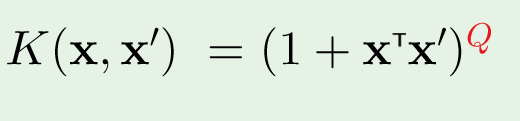 K(𝐱, 𝐱′) = (1 + 𝐱ᵀ𝐱′)^Q